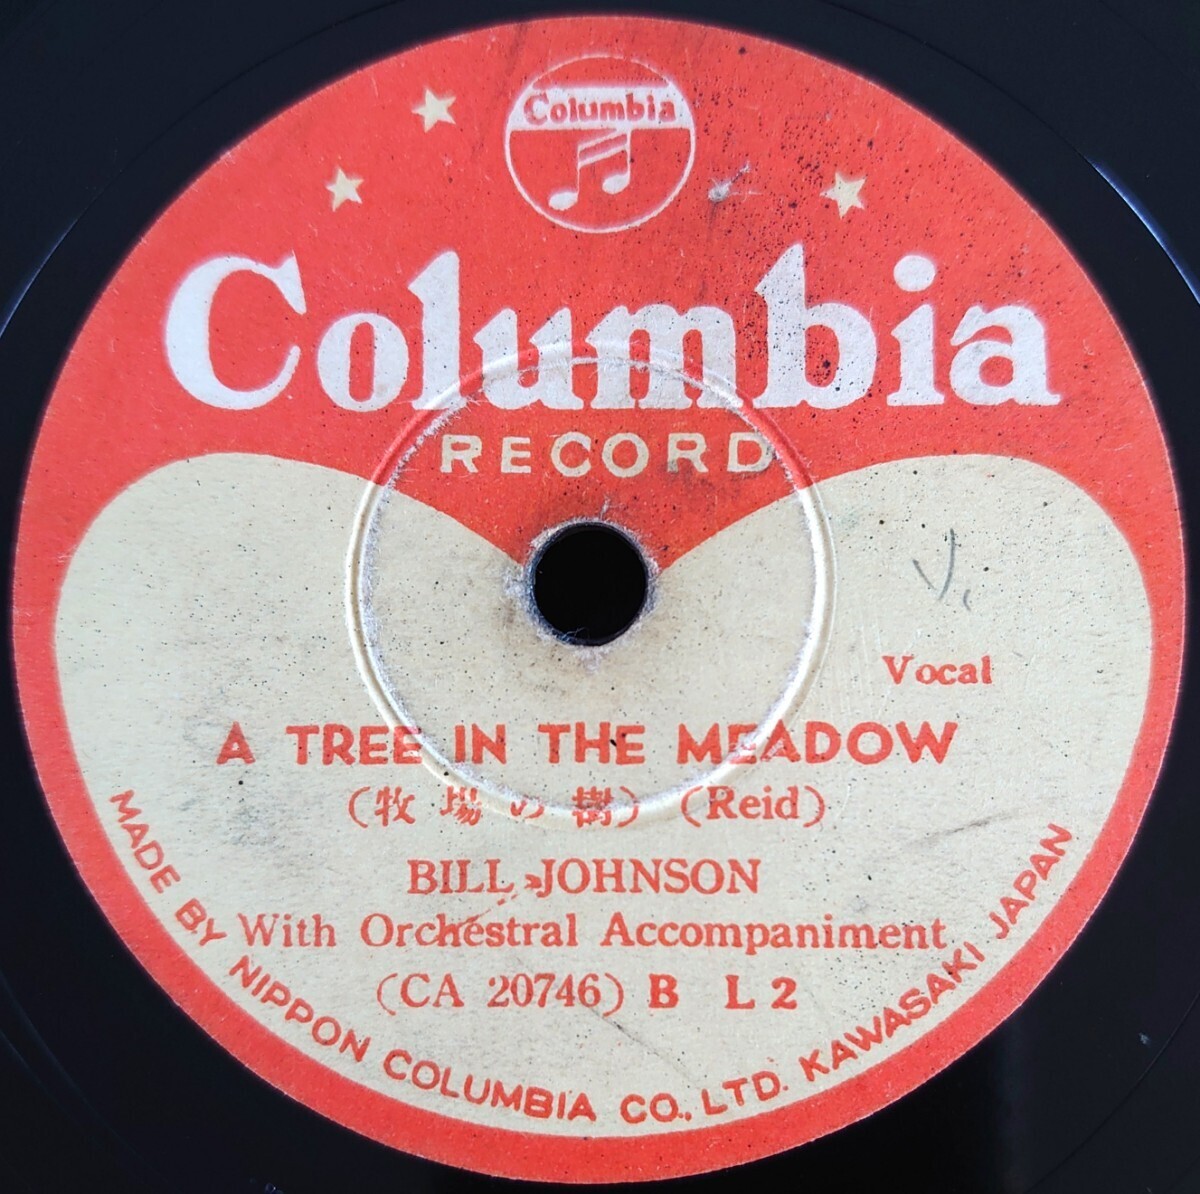 Columbia
Columbia
RECORD
Vocal
A TREE IN THE MEADOW
(牧場の樹) (Reid)
BILL JOHNSON
With Orchestral Accompaniment
(CA 20746) B L 2
MADE BY NIPPON COLUMBIA CO., LTD. KAWASAKI JAPAN